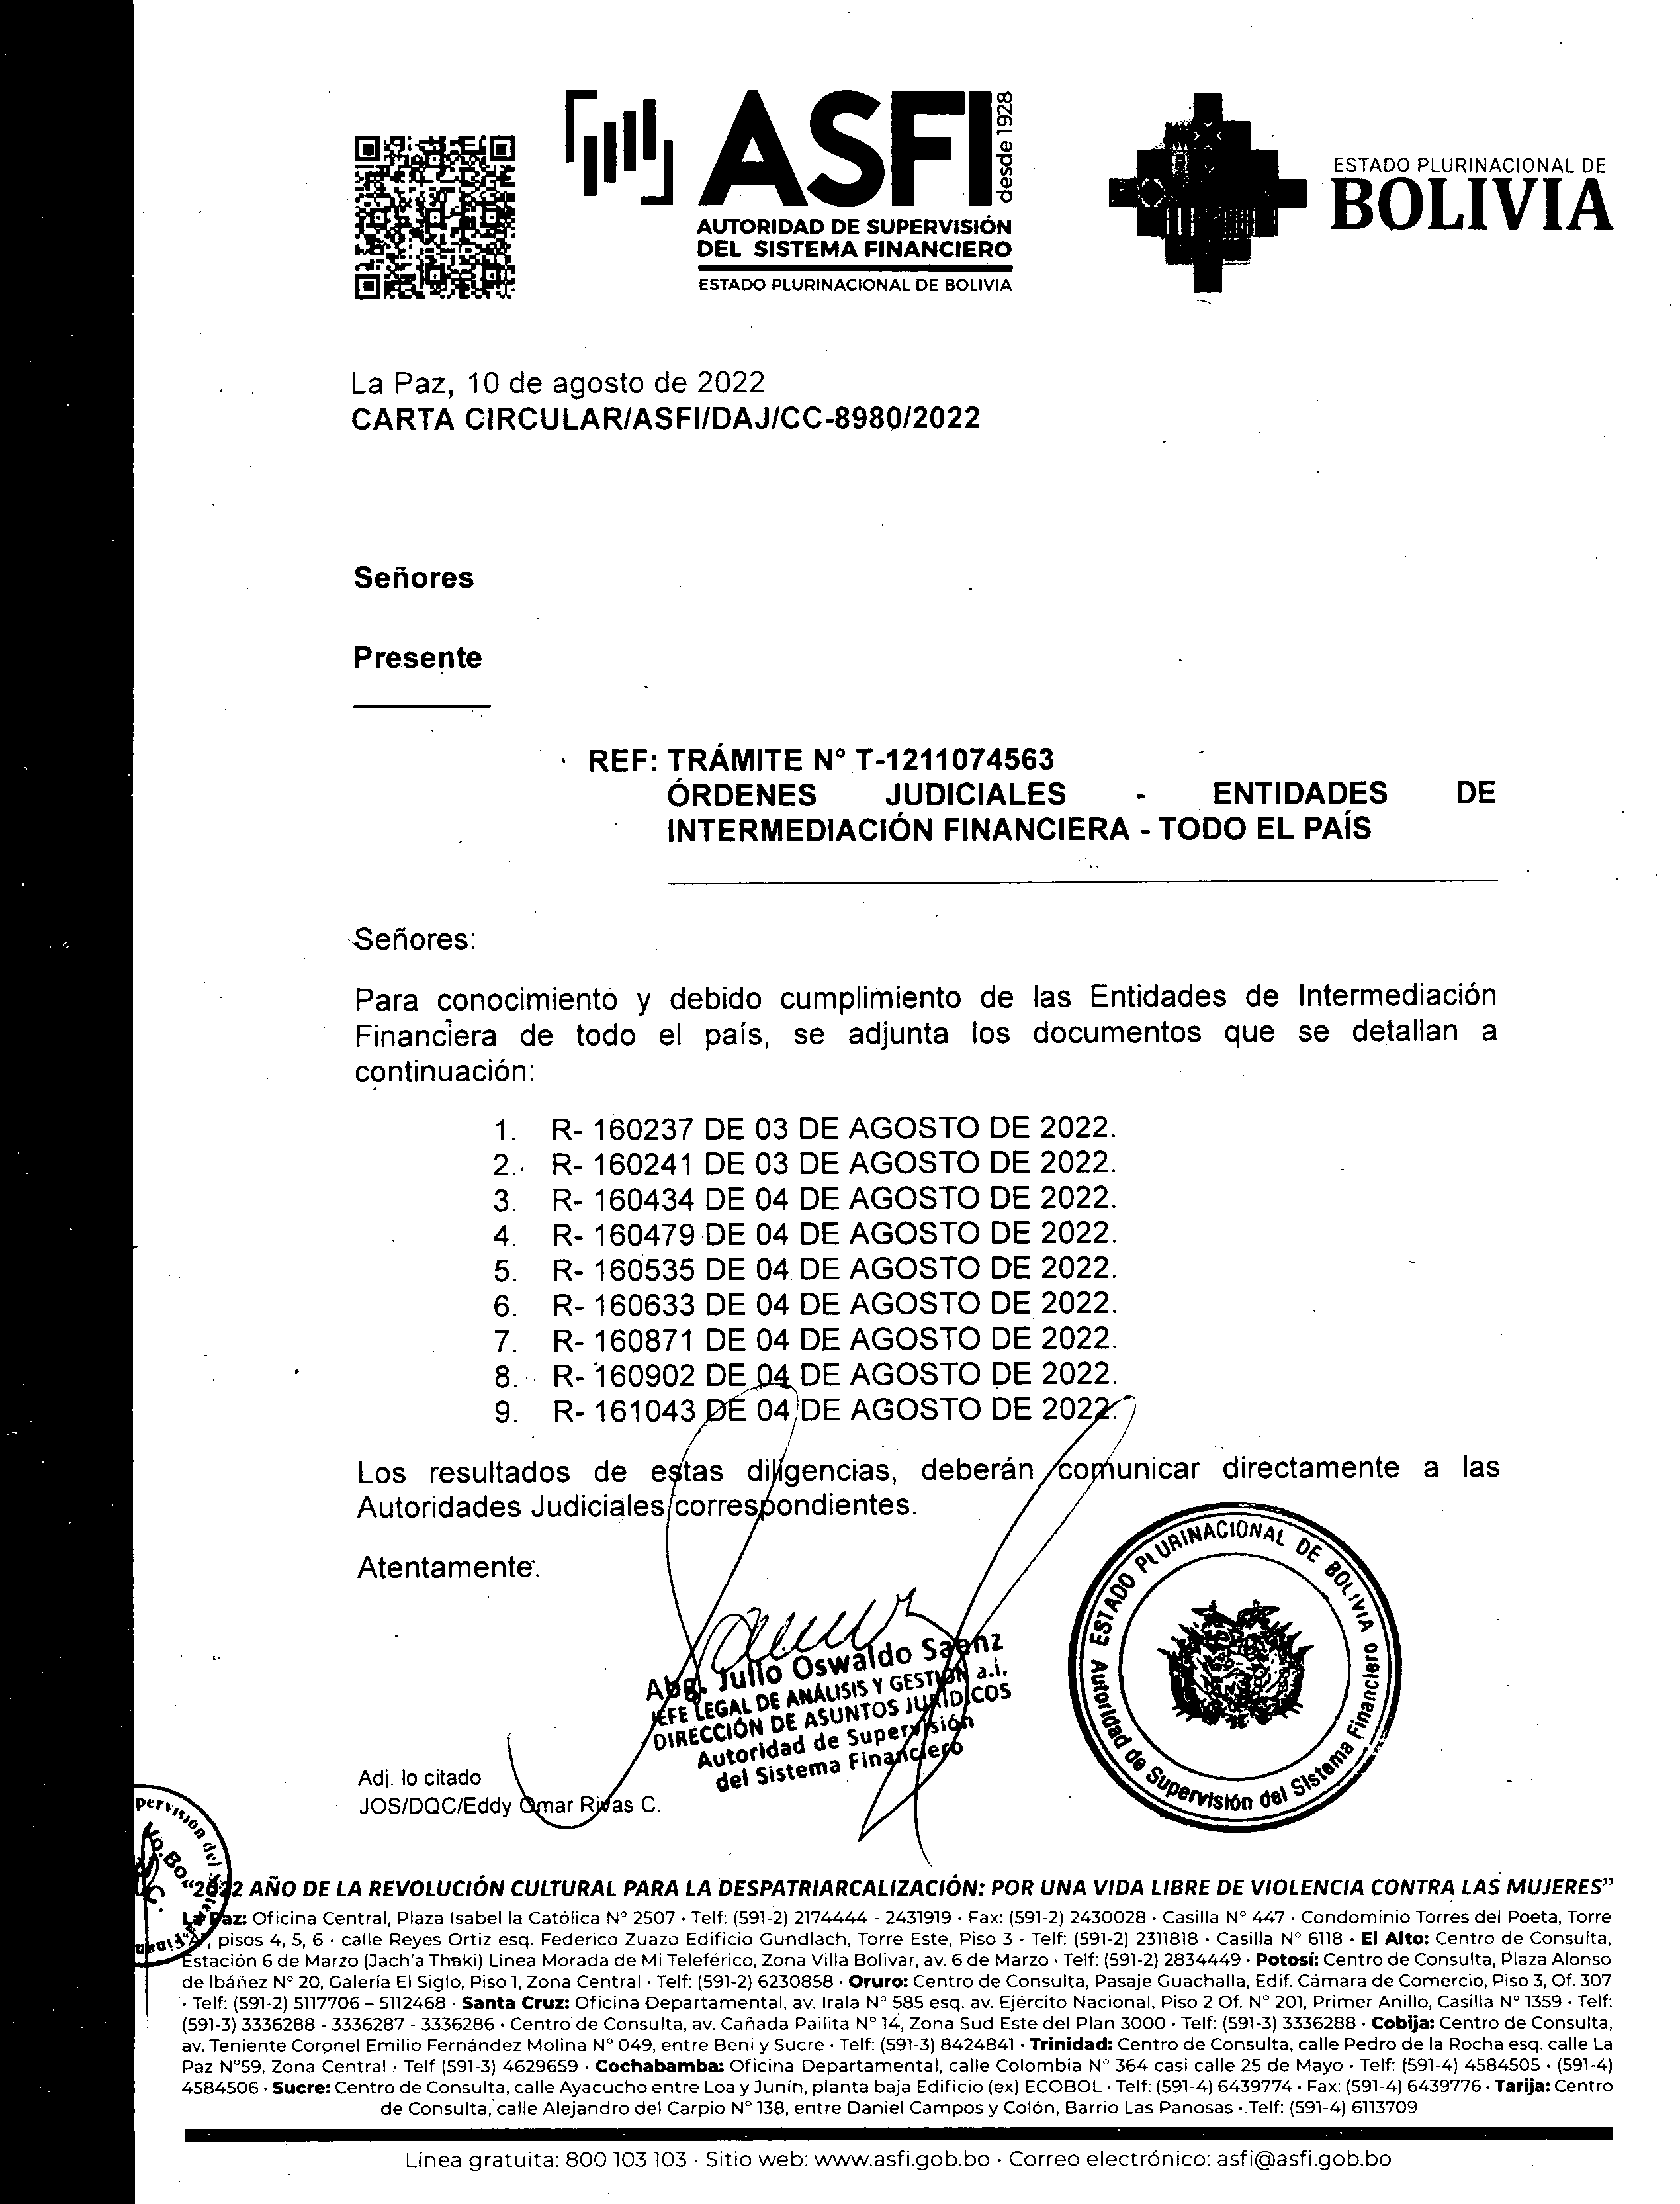 ASFI
desde 1928
AUTORIDAD DE SUPERVISIÓN
DEL SISTEMA FINANCIERO
ESTADO PLURINACIONAL DE BOLIVIA
ESTADO PLURINACIONAL DE
BOLIVIA
La Paz, 10 de agosto de 2022
CARTA CIRCULAR/ASFI/DAJ/CC-8980/2022
Señores
Presente
REF: TRÁMITE N° T-1211074563
ÓRDENES JUDICIALES - ENTIDADES DE
INTERMEDIACIÓN FINANCIERA - TODO EL PAÍS
Señores:
Para conocimiento y debido cumplimiento de las Entidades de Intermediación
Financiera de todo el país, se adjunta los documentos que se detallan a
continuación:
1. R- 160237 DE 03 DE AGOSTO DE 2022.
2. R- 160241 DE 03 DE AGOSTO DE 2022.
3. R- 160434 DE 04 DE AGOSTO DE 2022.
4. R- 160479 DE 04 DE AGOSTO DE 2022.
5. R- 160535 DE 04 DE AGOSTO DE 2022.
6. R- 160633 DE 04 DE AGOSTO DE 2022.
7. R- 160871 DE 04 DE AGOSTO DE 2022.
8. R- 160902 DE 04 DE AGOSTO DE 2022.
9. R- 161043 DE 04 DE AGOSTO DE 2022.
Los resultados de estas diligencias, deberán comunicar directamente a las
Autoridades Judiciales correspondientes.
Atentamente.
Abg. Julio Oswaldo Saenz
JEFE LEGAL DE ANÁLISIS Y GESTIÓN a.i.
DIRECCIÓN DE ASUNTOS JURÍDICOS
Autoridad de Supervisión
del Sistema Financiero
ESTADO PLURINACIONAL DE BOLIVIA
Autoridad de Supervisión del Sistema Financiero
Adj. lo citado
JOS/DQC/Eddy Omar Rivas C.
Vo.Bo.
"2022 AÑO DE LA REVOLUCIÓN CULTURAL PARA LA DESPATRIARCALIZACIÓN: POR UNA VIDA LIBRE DE VIOLENCIA CONTRA LAS MUJERES"
La Paz: Oficina Central, Plaza Isabel la Católica N° 2507 · Telf: (591-2) 2174444 - 2431919 · Fax: (591-2) 2430028 · Casilla N° 447 · Condominio Torres del Poeta, Torre
"A", pisos 4, 5, 6 · calle Reyes Ortiz esq. Federico Zuazo Edificio Gundlach, Torre Este, Piso 3 · Telf: (591-2) 2311818 · Casilla N° 6118 · El Alto: Centro de Consulta,
Estación 6 de Marzo (Jach'a Thaki) Línea Morada de Mi Teleférico, Zona Villa Bolivar, av. 6 de Marzo · Telf: (591-2) 2834449 · Potosí: Centro de Consulta, Plaza Alonso
de Ibáñez N° 20, Galería El Siglo, Piso 1, Zona Central · Telf: (591-2) 6230858 · Oruro: Centro de Consulta, Pasaje Guachalla, Edif. Cámara de Comercio, Piso 3, Of. 307
· Telf: (591-2) 5117706 – 5112468 · Santa Cruz: Oficina Departamental, av. Irala N° 585 esq. av. Ejército Nacional, Piso 2 Of. N° 201, Primer Anillo, Casilla N° 1359 · Telf:
(591-3) 3336288 - 3336287 - 3336286 · Centro de Consulta, av. Cañada Pailita N° 14, Zona Sud Este del Plan 3000 · Telf: (591-3) 3336288 · Cobija: Centro de Consulta,
av. Teniente Coronel Emilio Fernández Molina N° 049, entre Beni y Sucre · Telf: (591-3) 8424841 · Trinidad: Centro de Consulta, calle Pedro de la Rocha esq. calle La
Paz N°59, Zona Central · Telf (591-3) 4629659 · Cochabamba: Oficina Departamental, calle Colombia N° 364 casi calle 25 de Mayo · Telf: (591-4) 4584505 · (591-4)
4584506 · Sucre: Centro de Consulta, calle Ayacucho entre Loa y Junín, planta baja Edificio (ex) ECOBOL · Telf: (591-4) 6439774 · Fax: (591-4) 6439776 · Tarija: Centro
de Consulta, calle Alejandro del Carpio N° 138, entre Daniel Campos y Colón, Barrio Las Panosas · Telf: (591-4) 6113709
Línea gratuita: 800 103 103 · Sitio web: www.asfi.gob.bo · Correo electrónico: asfi@asfi.gob.bo